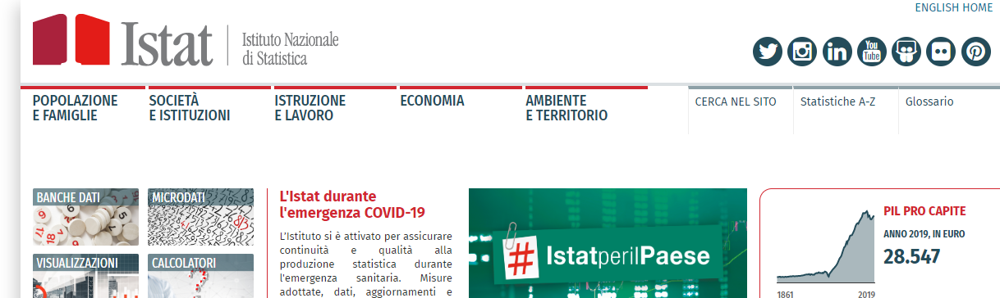 ENGLISH HOME
Istat
Istituto Nazionale
di Statistica
You
Tube
POPOLAZIONE
E FAMIGLIE
SOCIETÀ
E ISTITUZIONI
ISTRUZIONE
E LAVORO
ECONOMIA
AMBIENTE
E TERRITORIO
CERCA NEL SITO
Statistiche A-Z
Glossario
BANCHE DATI
MICRODATI
VISUALIZZAZIONI
CALCOLATORI
L'Istat durante
l'emergenza COVID-19
L'Istituto si è attivato per assicurare
continuità e qualità alla
produzione statistica durante
l'emergenza sanitaria. Misure
adottate, dati, aggiornamenti e
#IstatperilPaese
PIL PRO CAPITE
ANNO 2019, IN EURO
28.547
1861 2019